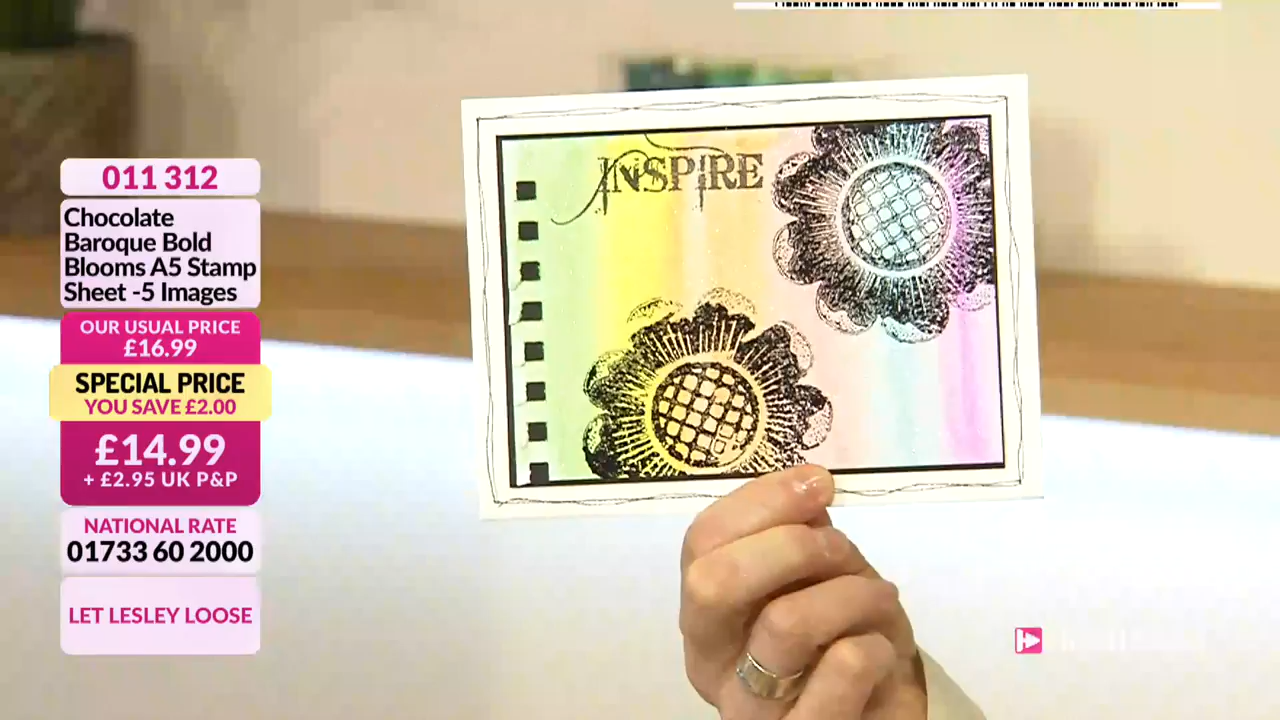 011 312
Chocolate
Baroque Bold
Blooms A5 Stamp
Sheet -5 Images
OUR USUAL PRICE
£16.99
SPECIAL PRICE
YOU SAVE £2.00
£14.99
+ £2.95 UK P&P
NATIONAL RATE
01733 60 2000
LET LESLEY LOOSE
INSPIRE